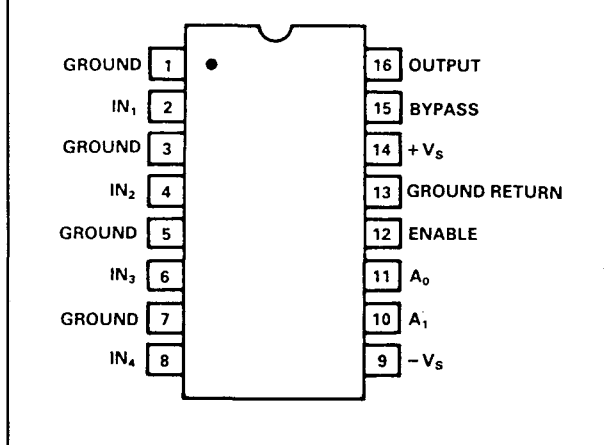 GROUND 1
IN₁ 2
GROUND 3
IN₂ 4
GROUND 5
IN₃ 6
GROUND 7
IN₄ 8
16 OUTPUT
15 BYPASS
14 +Vₛ
13 GROUND RETURN
12 ENABLE
11 A₀
10 A₁
9 −Vₛ